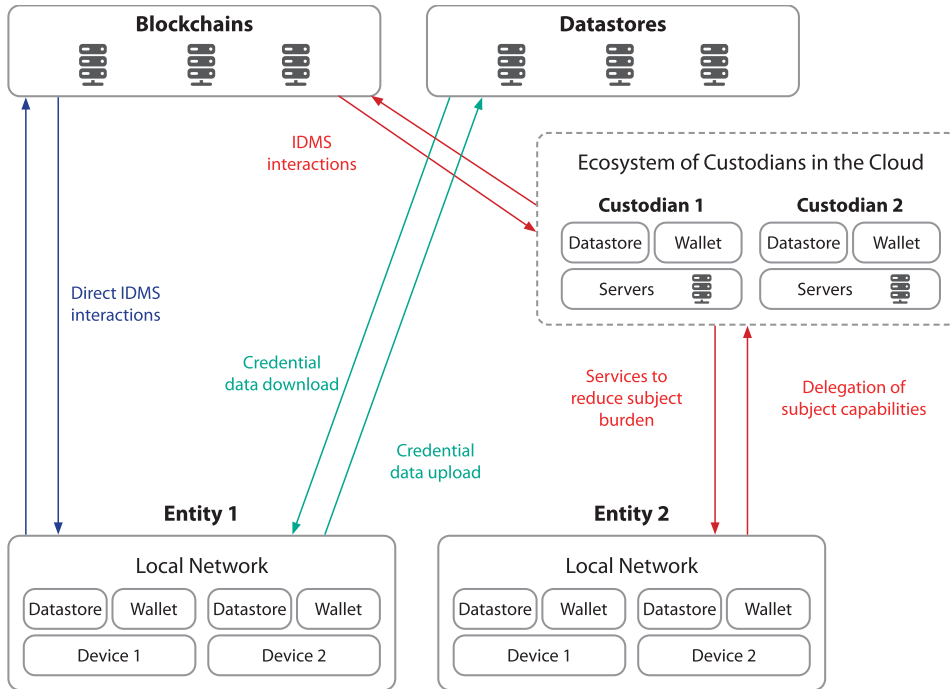 Blockchains
Datastores
IDMS
interactions
Ecosystem of Custodians in the Cloud
Custodian 1
Custodian 2
Datastore
Wallet
Datastore
Wallet
Servers
Servers
Direct IDMS
interactions
Credential
data download
Services to
reduce subject
burden
Delegation of
subject capabilities
Credential
data upload
Entity 1
Entity 2
Local Network
Local Network
Datastore
Wallet
Datastore
Wallet
Datastore
Wallet
Datastore
Wallet
Device 1
Device 2
Device 1
Device 2